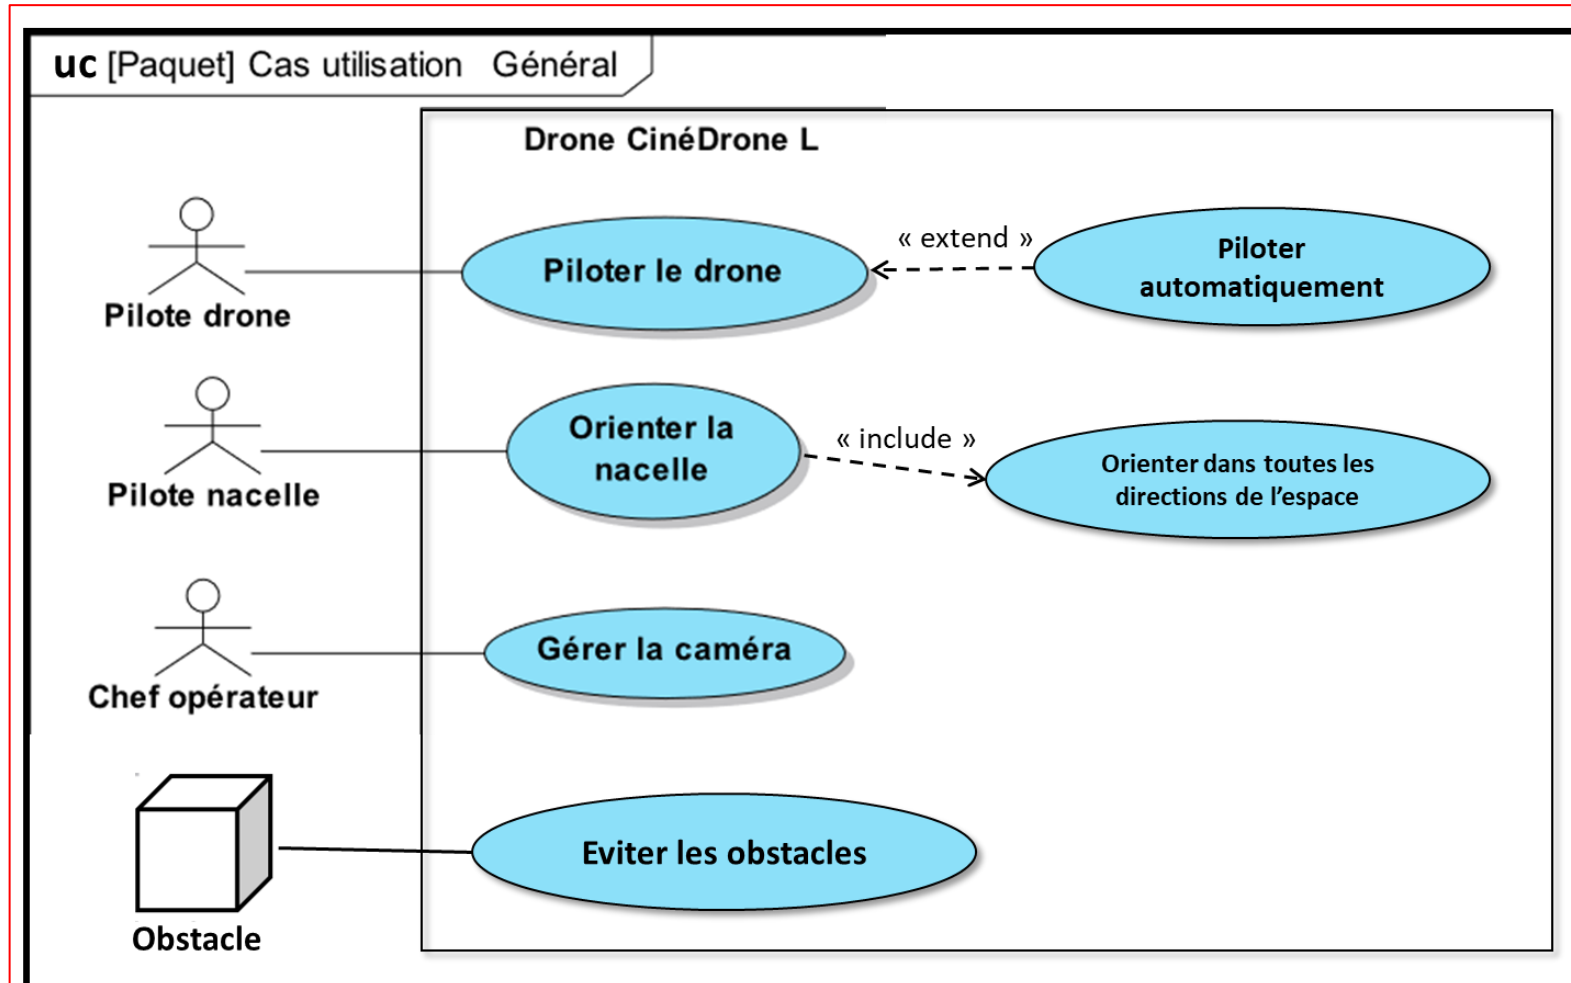 uc [Paquet] Cas utilisation Général
Drone CinéDrone L
Pilote drone
Piloter le drone
« extend »
Piloter
automatiquement
Pilote nacelle
Orienter la
nacelle
« include »
Orienter dans toutes les
directions de l’espace
Chef opérateur
Gérer la caméra
Obstacle
Eviter les obstacles